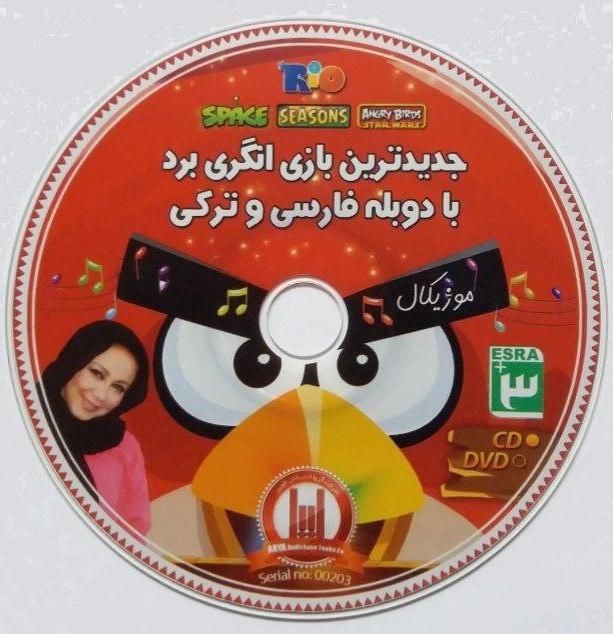 RIO
SPACE SEASONS ANGRY BIRDS STAR WARS
جدیدترین بازی انگری برد
با دوبله فارسی و ترکی
موزیکال
ESRA
+۳
CD
DVD
Serial no: 00203